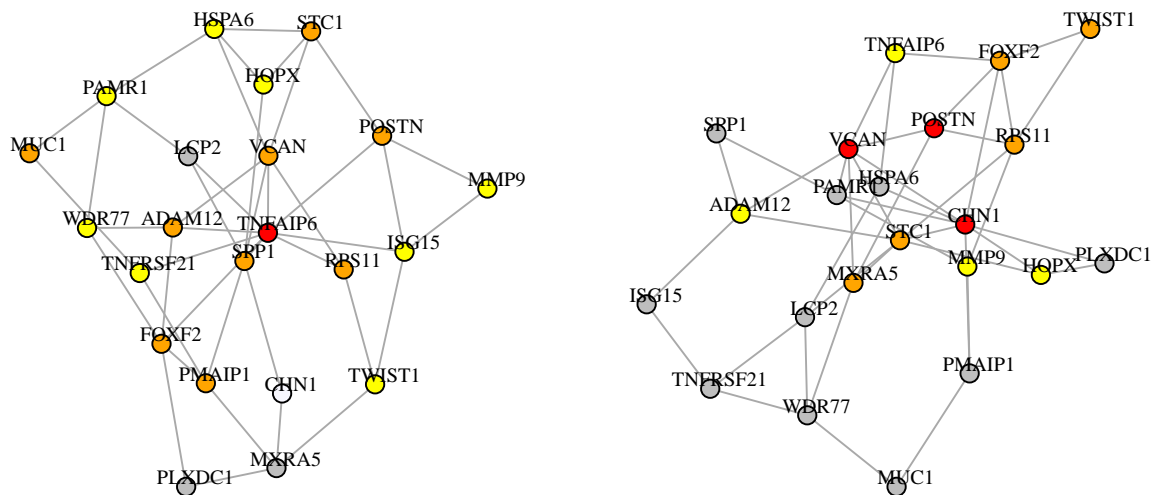 HSPA6
STC1
HOPX
PAMR1
POSTN
MUC1
LCP2
VCAN
MMP9
WDR77
ADAM12
TNFAIP6
ISG15
SPP1
TNFRSF21
RPS11
FOXF2
PMAIP1
CHN1
TWIST1
MXRA5
PLXDC1
TWIST1
TNFAIP6
FOXF2
POSTN
SPP1
VCAN
RPS11
HSPA6
PAMR1
ADAM12
CHN1
STC1
MMP9
PLXDC1
HOPX
MXRA5
ISG15
LCP2
PMAIP1
TNFRSF21
WDR77
MUC1